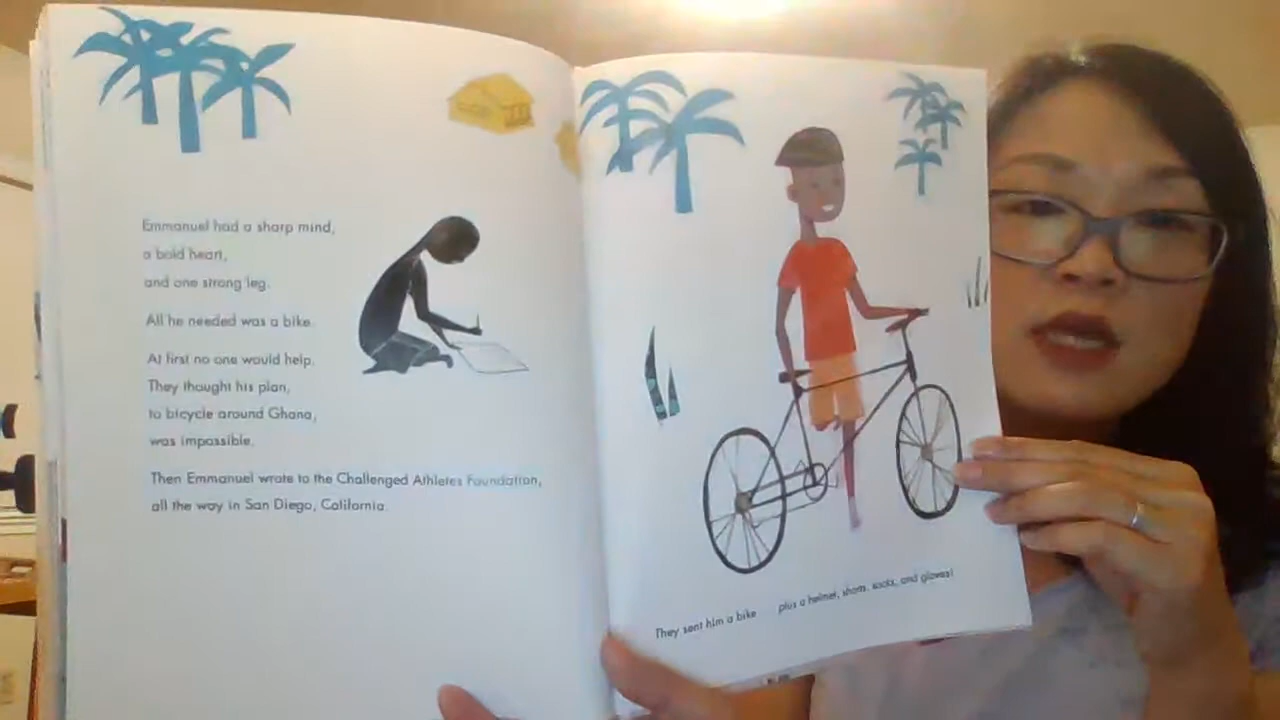 Emmanuel had a sharp mind,
a bold heart,
and one strong leg.
All he needed was a bike.
At first no one would help.
They thought his plan,
to bicycle around Ghana,
was impossible.
Then Emmanuel wrote to the Challenged Athletes Foundation,
all the way in San Diego, California.
They sent him a bike plus a helmet, shorts, socks, and gloves!